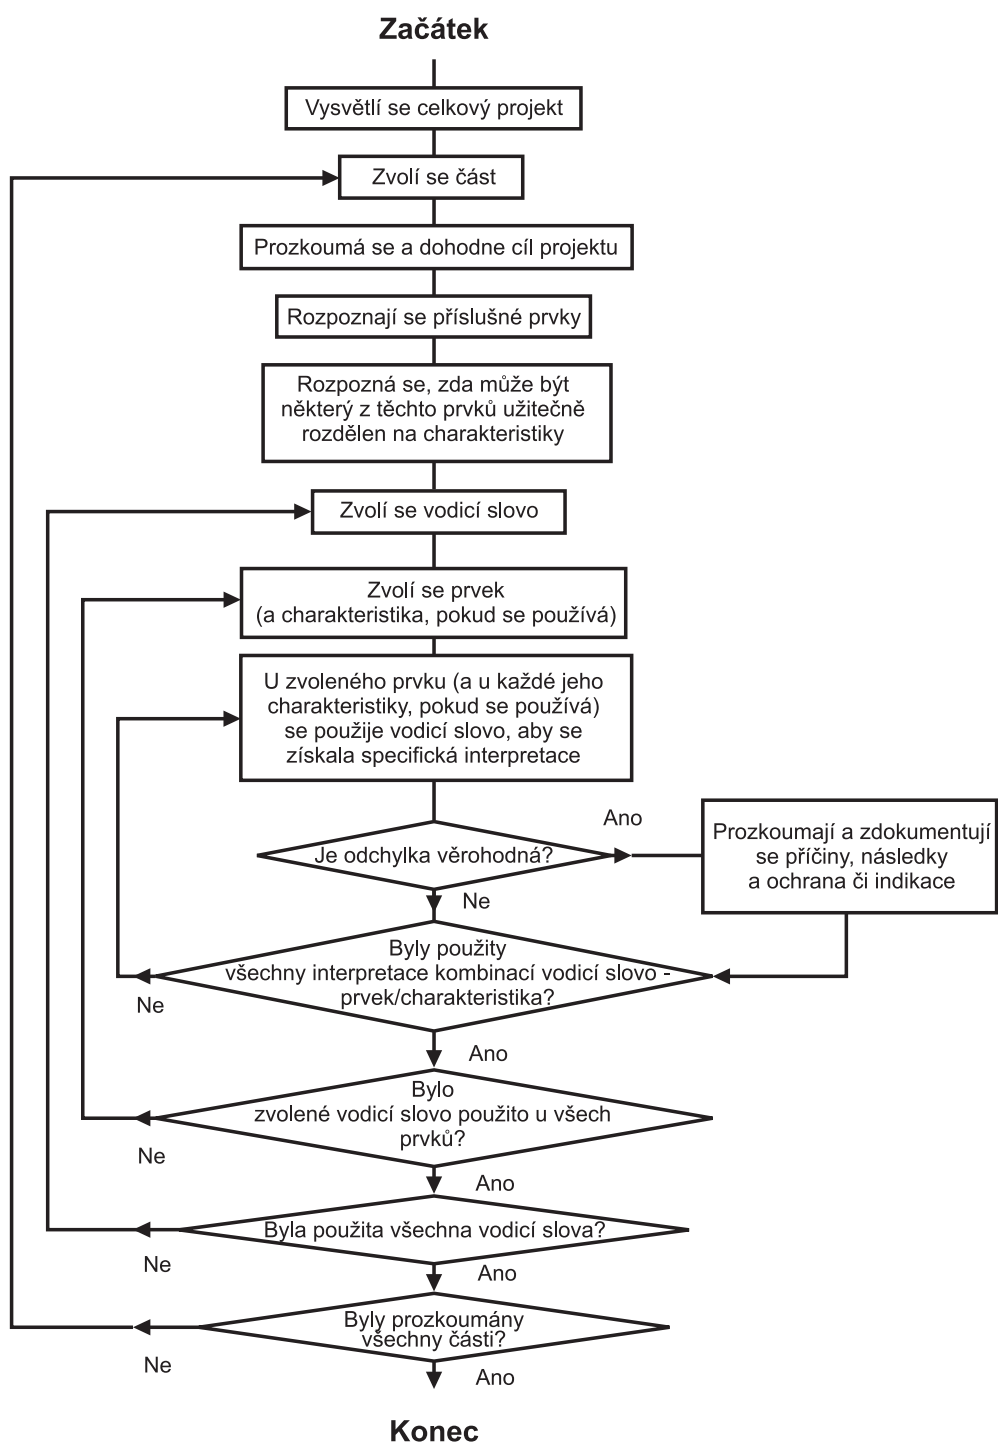 Začátek
Vysvětlí se celkový projekt
Zvolí se část
Prozkoumá se a dohodne cíl projektu
Rozpoznají se příslušné prvky
Rozpozná se, zda může být
některý z těchto prvků užitečně
rozdělen na charakteristiky
Zvolí se vodicí slovo
Zvolí se prvek
(a charakteristika, pokud se používá)
U zvoleného prvku (a u každé jeho
charakteristiky, pokud se používá)
se použije vodicí slovo, aby se
získala specifická interpretace
Ano
Je odchylka věrohodná?
Prozkoumají a zdokumentují
se příčiny, následky
a ochrana či indikace
Ne
Byly použity
všechny interpretace kombinací vodicí slovo -
prvek/charakteristika?
Ne
Ano
Bylo
zvolené vodicí slovo použito u všech
prvků?
Ne
Ano
Byla použita všechna vodicí slova?
Ne
Ano
Byly prozkoumány
všechny části?
Ne
Ano
Konec